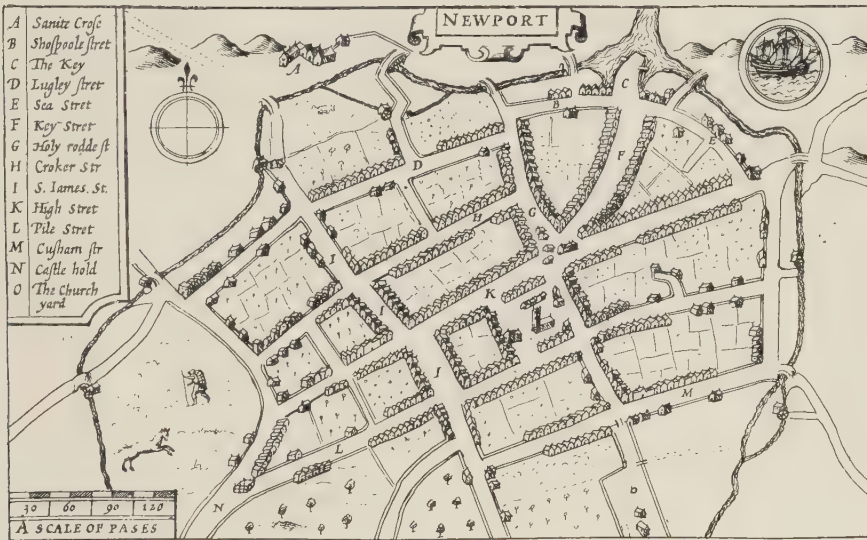 NEWPORT
A Sanite Crosc
B Shoſpoole ſtret
C The Key
D Lugley ſtret
E Sea Stret
F Key Stret
G Holy rodde ſt
H Croker Str
I S. Iames. St.
K High Stret
L Pile Stret
M Cuſham ſtr
N Caſtle hold
O The Church
yard
A
B
C
D
E
F
G
H
I
I
K
I
M
L
N
O
30 60 90 120
A SCALE OF PASES